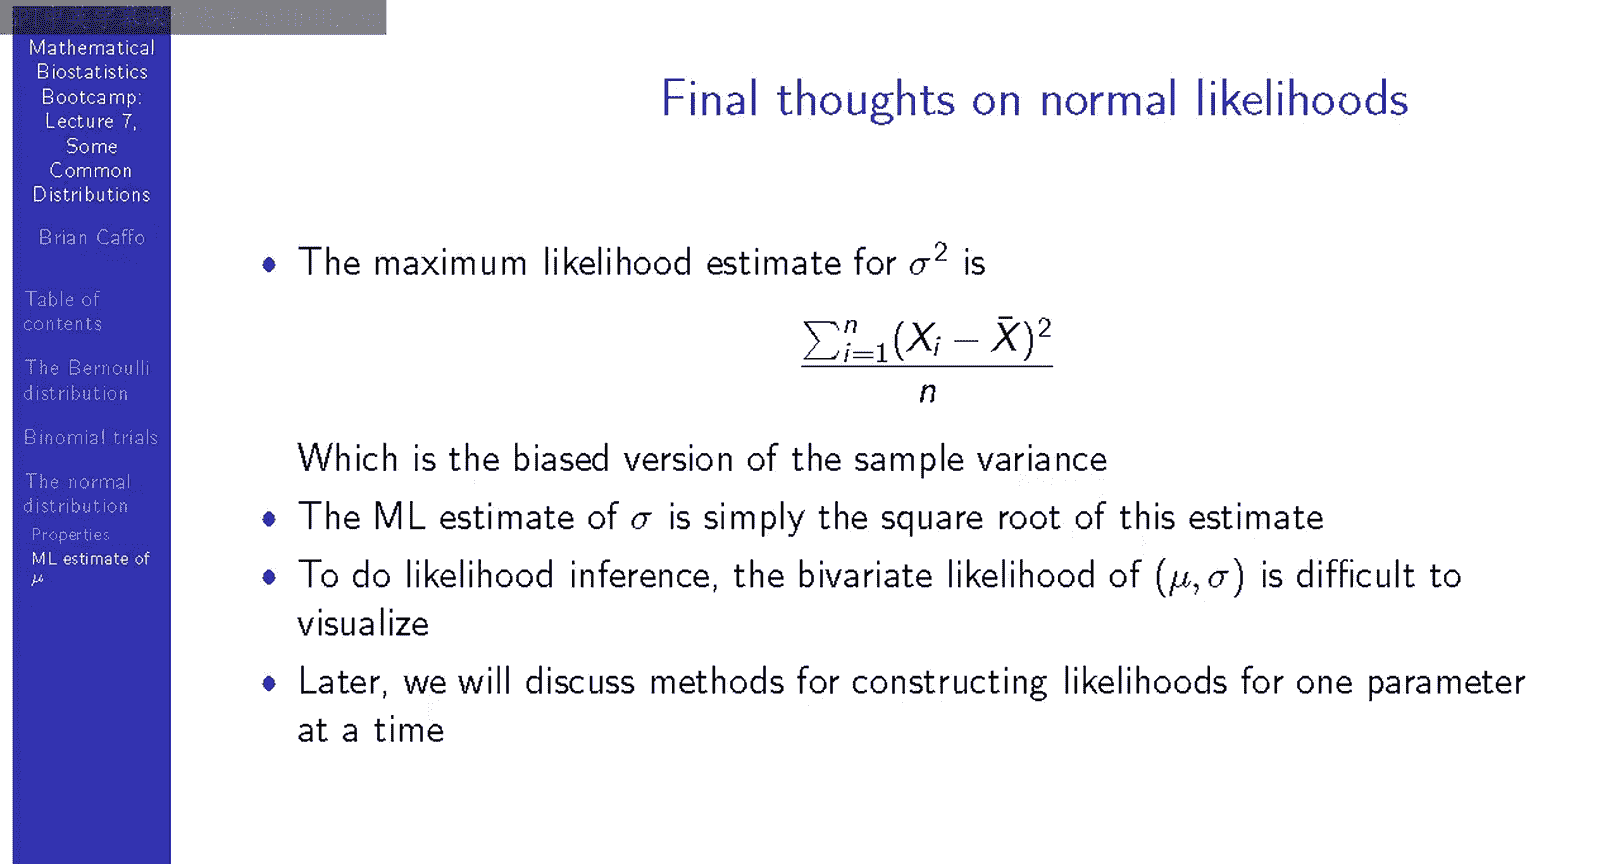 Mathematical
Biostatistics
Bootcamp:
Lecture 7,
Some
Common
Distributions
Brian Caffo
Table of
contents
The Bernoulli
distribution
Binomial trials
The normal
distribution
Properties
ML estimate of
μ
Final thoughts on normal likelihoods
• The maximum likelihood estimate for σ² is
∑ⁿᵢ₌₁(Xᵢ − X̄)²
n
Which is the biased version of the sample variance
• The ML estimate of σ is simply the square root of this estimate
• To do likelihood inference, the bivariate likelihood of (μ, σ) is difficult to
visualize
• Later, we will discuss methods for constructing likelihoods for one parameter
at a time